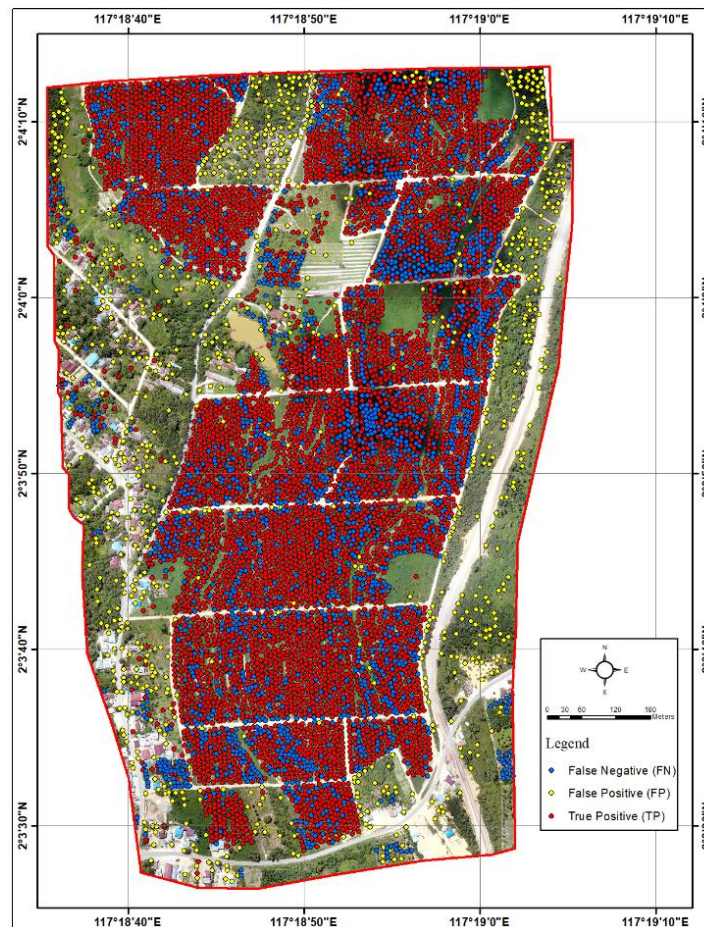 117°18'40"E 117°18'50"E 117°19'0"E 117°19'10"E
2°4'10"N
2°4'0"N
2°3'50"N
2°3'40"N
2°3'30"N
N
W E
S
0 30 60 120 180
Meters
Legend
False Negative (FN)
False Positive (FP)
True Positive (TP)
117°18'40"E 117°18'50"E 117°19'0"E 117°19'10"E